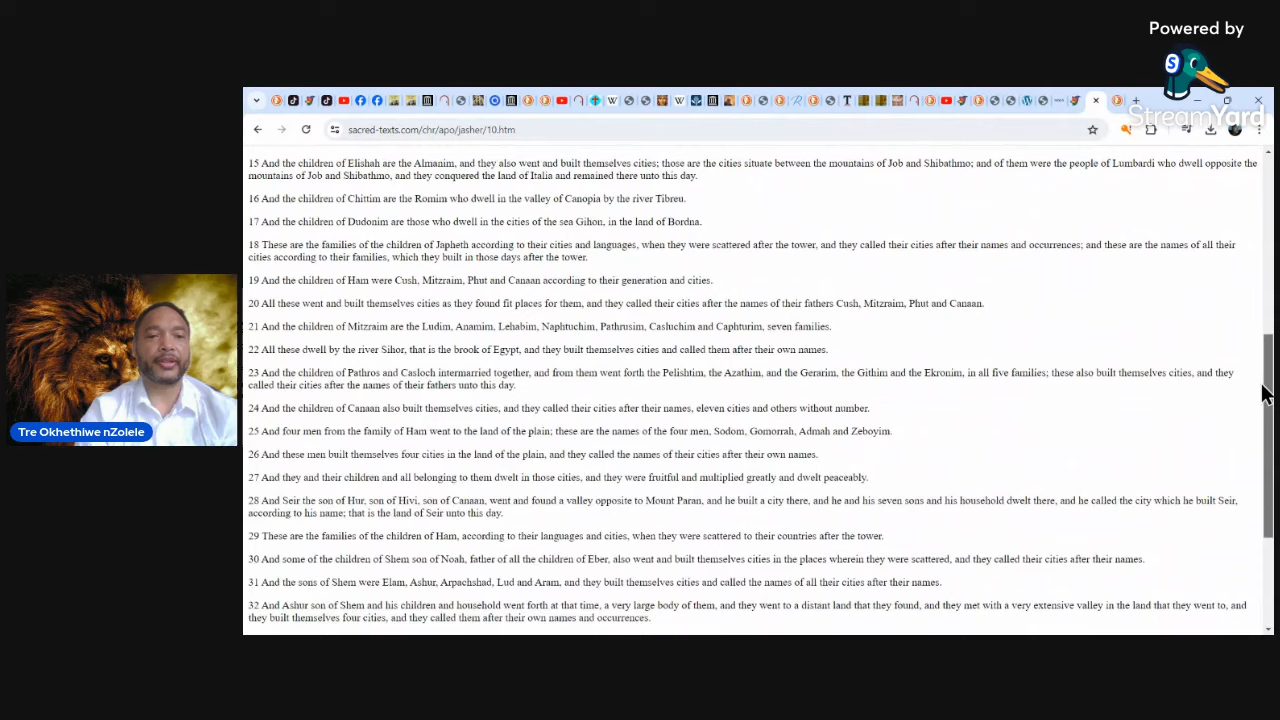 Powered by
S
StreamYard
sacred-texts.com/chr/apo/jasher/10.htm
15 And the children of Elishah are the Almanim, and they also went and built themselves cities; those are the cities situate between the mountains of Job and Shibathmo; and of them were the people of Lumbardi who dwell opposite the
mountains of Job and Shibathmo, and they conquered the land of Italia and remained there unto this day.
16 And the children of Chittim are the Romim who dwell in the valley of Canopia by the river Tibreu.
17 And the children of Dudonim are those who dwell in the cities of the sea Gihon, in the land of Bordna.
18 These are the families of the children of Japheth according to their cities and languages, when they were scattered after the tower, and they called their cities after their names and occurrences; and these are the names of all their
cities according to their families, which they built in those days after the tower.
19 And the children of Ham were Cush, Mitzraim, Phut and Canaan according to their generation and cities.
20 All these went and built themselves cities as they found fit places for them, and they called their cities after the names of their fathers Cush, Mitzraim, Phut and Canaan.
21 And the children of Mitzraim are the Ludim, Anamim, Lehabim, Naphtuchim, Pathrusim, Casluchim and Caphturim, seven families.
22 All these dwell by the river Sihor, that is the brook of Egypt, and they built themselves cities and called them after their own names.
23 And the children of Pathros and Casloch intermarried together, and from them went forth the Pelishtim, the Azathim, and the Gerarim, the Githim and the Ekronim, in all five families; these also built themselves cities, and they
called their cities after the names of their fathers unto this day.
24 And the children of Canaan also built themselves cities, and they called their cities after their names, eleven cities and others without number.
25 And four men from the family of Ham went to the land of the plain; these are the names of the four men, Sodom, Gomorrah, Admah and Zeboyim.
26 And these men built themselves four cities in the land of the plain, and they called the names of their cities after their own names.
27 And they and their children and all belonging to them dwelt in those cities, and they were fruitful and multiplied greatly and dwelt peaceably.
28 And Seir the son of Hur, son of Hivi, son of Canaan, went and found a valley opposite to Mount Paran, and he built a city there, and he and his seven sons and his household dwelt there, and he called the city which he built Seir,
according to his name; that is the land of Seir unto this day.
29 These are the families of the children of Ham, according to their languages and cities, when they were scattered to their countries after the tower.
30 And some of the children of Shem son of Noah, father of all the children of Eber, also went and built themselves cities in the places wherein they were scattered, and they called their cities after their names.
31 And the sons of Shem were Elam, Ashur, Arpachshad, Lud and Aram, and they built themselves cities and called the names of all their cities after their names.
32 And Ashur son of Shem and his children and household went forth at that time, a very large body of them, and they went to a distant land that they found, and they met with a very extensive valley in the land that they went to, and
they built themselves four cities, and they called them after their own names and occurrences.
Tre Okhethiwe nZolele